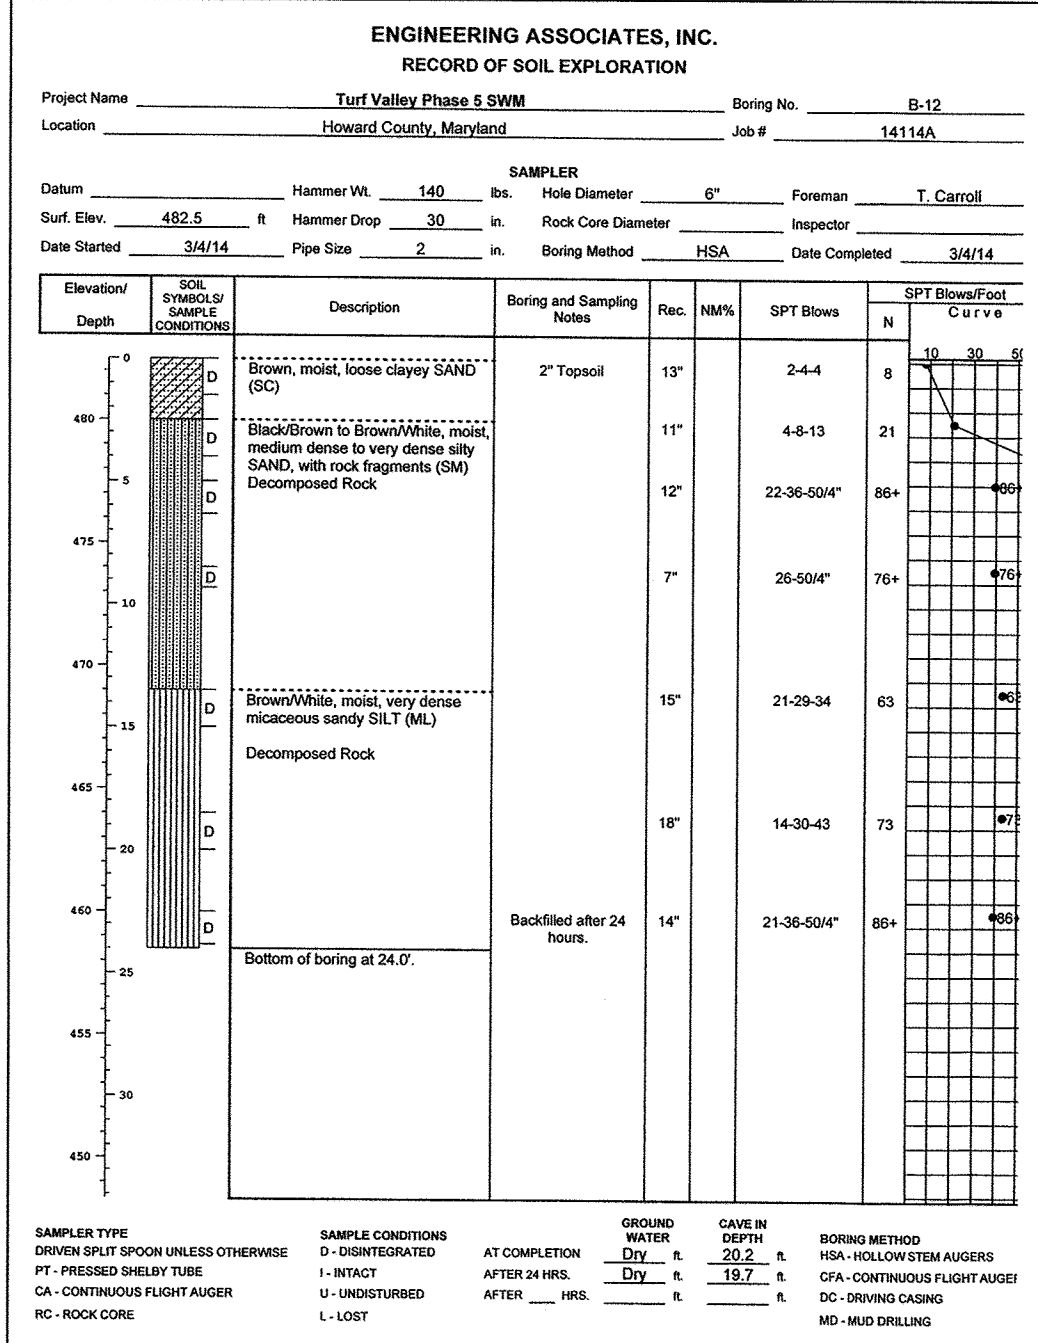 ENGINEERING ASSOCIATES, INC.
RECORD OF SOIL EXPLORATION
Project Name Turf Valley Phase 5 SWM Boring No. B-12
Location Howard County, Maryland Job # 14114A
SAMPLER
Datum Hammer Wt. 140 lbs. Hole Diameter 6" Foreman T. Carroll
Surf. Elev. 482.5 ft Hammer Drop 30 in. Rock Core Diameter Inspector
Date Started 3/4/14 Pipe Size 2 in. Boring Method HSA Date Completed 3/4/14
Elevation/ Depth
SOIL SYMBOLS/ SAMPLE CONDITIONS
Description
Boring and Sampling Notes
Rec. NM% SPT Blows
SPT Blows/Foot
N Curve
10 30 50
0 D Brown, moist, loose clayey SAND 2" Topsoil 13" 2-4-4 8
(SC)
480
D Black/Brown to Brown/White, moist, 11" 4-8-13 21
medium dense to very dense silty
SAND, with rock fragments (SM)
5 D Decomposed Rock 12" 22-36-50/4" 86+ 86+
475
D 7" 26-50/4" 76+ 76+
10
470
D Brown/White, moist, very dense 15" 21-29-34 63 63
15 micaceous sandy SILT (ML)
Decomposed Rock
465
D 18" 14-30-43 73 73
20
460
D Backfilled after 24 14" 21-36-50/4" 86+ 86+
hours.
Bottom of boring at 24.0'.
25
455
30
450
SAMPLER TYPE
DRIVEN SPLIT SPOON UNLESS OTHERWISE
PT - PRESSED SHELBY TUBE
CA - CONTINUOUS FLIGHT AUGER
RC - ROCK CORE
SAMPLE CONDITIONS
D - DISINTEGRATED
I - INTACT
U - UNDISTURBED
L - LOST
GROUND WATER CAVE IN DEPTH
AT COMPLETION Dry ft. 20.2 ft.
AFTER 24 HRS. Dry ft. 19.7 ft.
AFTER ___ HRS. ft. ft.
BORING METHOD
HSA - HOLLOW STEM AUGERS
CFA - CONTINUOUS FLIGHT AUGER
DC - DRIVING CASING
MD - MUD DRILLING